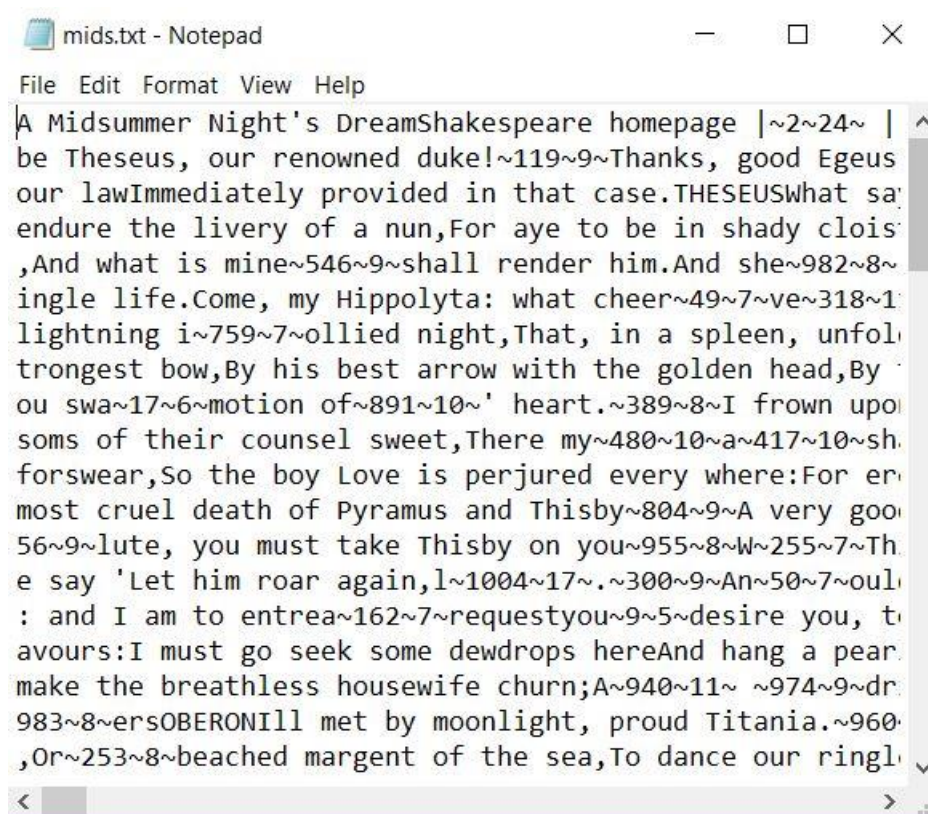 mids.txt - Notepad
File Edit Format View Help
A Midsummer Night's DreamShakespeare homepage |~2~24~ |
be Theseus, our renowned duke!~119~9~Thanks, good Egeus
our lawImmediately provided in that case.THESEUSWhat
endure the livery of a nun,For aye to be in shady
,And what is mine~546~9~shall render him.And she~982~8~
ingle life.Come, my Hippolyta: what cheer~49~7~ve~318~1
lightning i~759~7~ollied night,That, in a spleen,
trongest bow,By his best arrow with the golden head,By
ou swa~17~6~motion of~891~10~' heart.~389~8~I frown
soms of their counsel sweet,There my~480~10~a~417~10~sh
forswear,So the boy Love is perjured every where:For
most cruel death of Pyramus and Thisby~804~9~A very
56~9~lute, you must take Thisby on you~955~8~W~255~7~Th
e say 'Let him roar again,l~1004~17~.~300~9~An~50~7~oul
: and I am to entrea~162~7~requestyou~9~5~desire you,
avours:I must go seek some dewdrops hereAnd hang a
make the breathless housewife churn;A~940~11~ ~974~9~dr
983~8~ersOBERONIll met by moonlight, proud Titania.~960
,Or~253~8~beached margent of the sea,To dance our